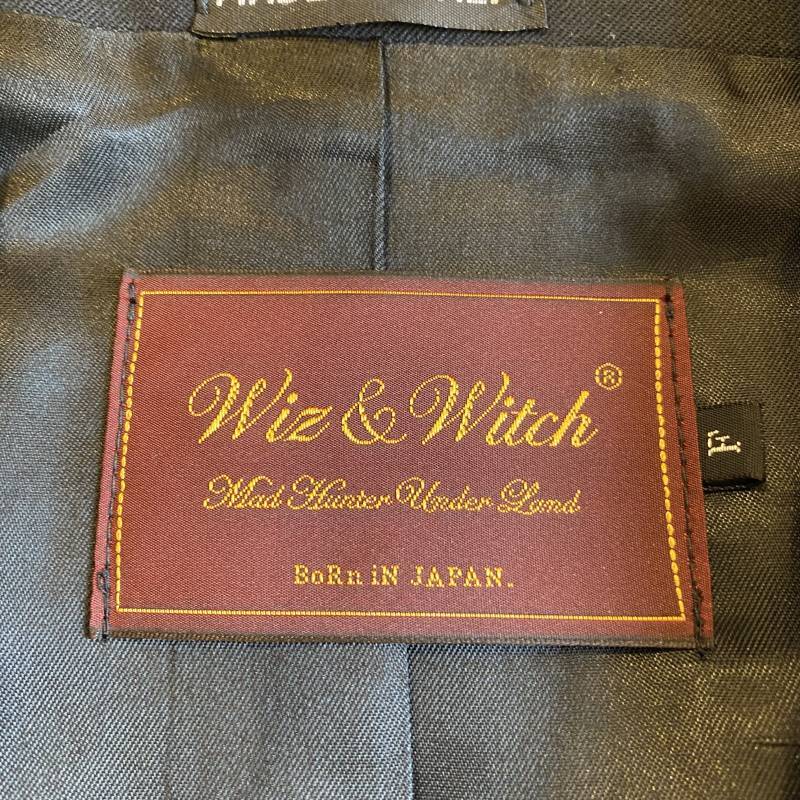 Wiz & Witch®
Mad Hunter Under Land
BoRn iN JAPAN.
F